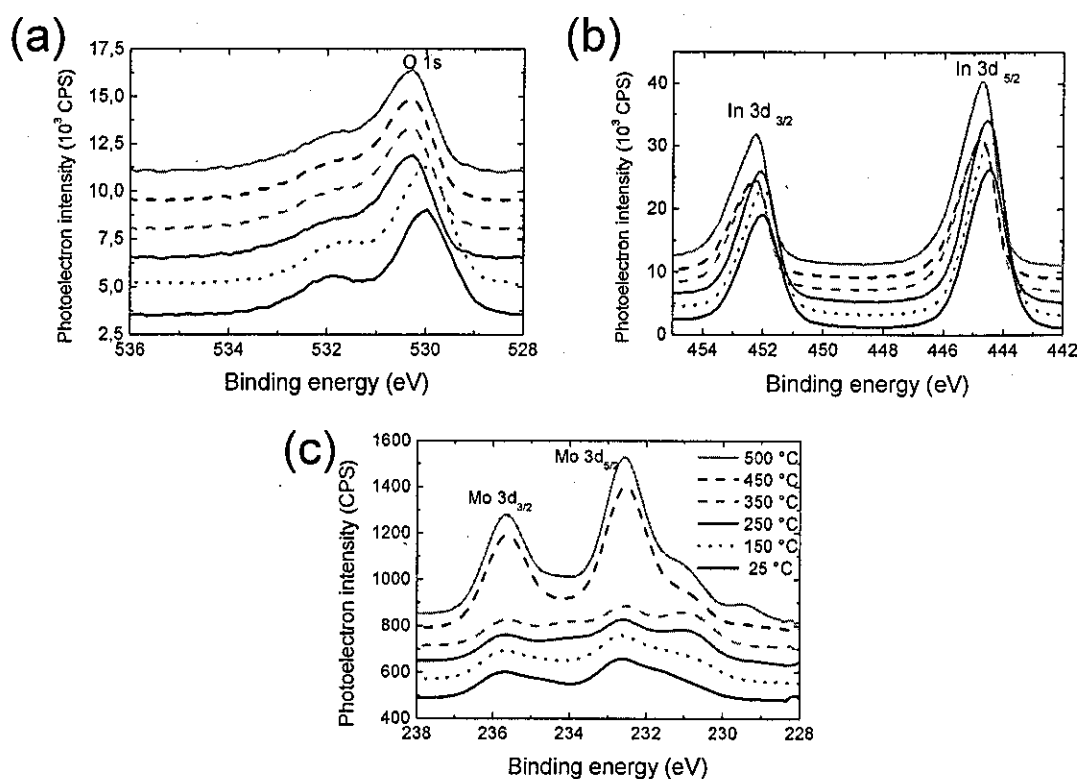 (a)
17,5
15,0
12,5
10,0
7,5
5,0
2,5
536
534
532
530
528
O 1s
Photoelectron intensity (10³ CPS)
Binding energy (eV)
(b)
40
30
20
10
0
454
452
450
448
446
444
442
In 3d 3/2
In 3d 5/2
Photoelectron intensity (10³ CPS)
Binding energy (eV)
(c)
1600
1400
1200
1000
800
600
400
238
236
234
232
230
228
Mo 3d3/2
Mo 3d5/2
500 °C
450 °C
350 °C
250 °C
150 °C
25 °C
Photoelectron intensity (CPS)
Binding energy (eV)